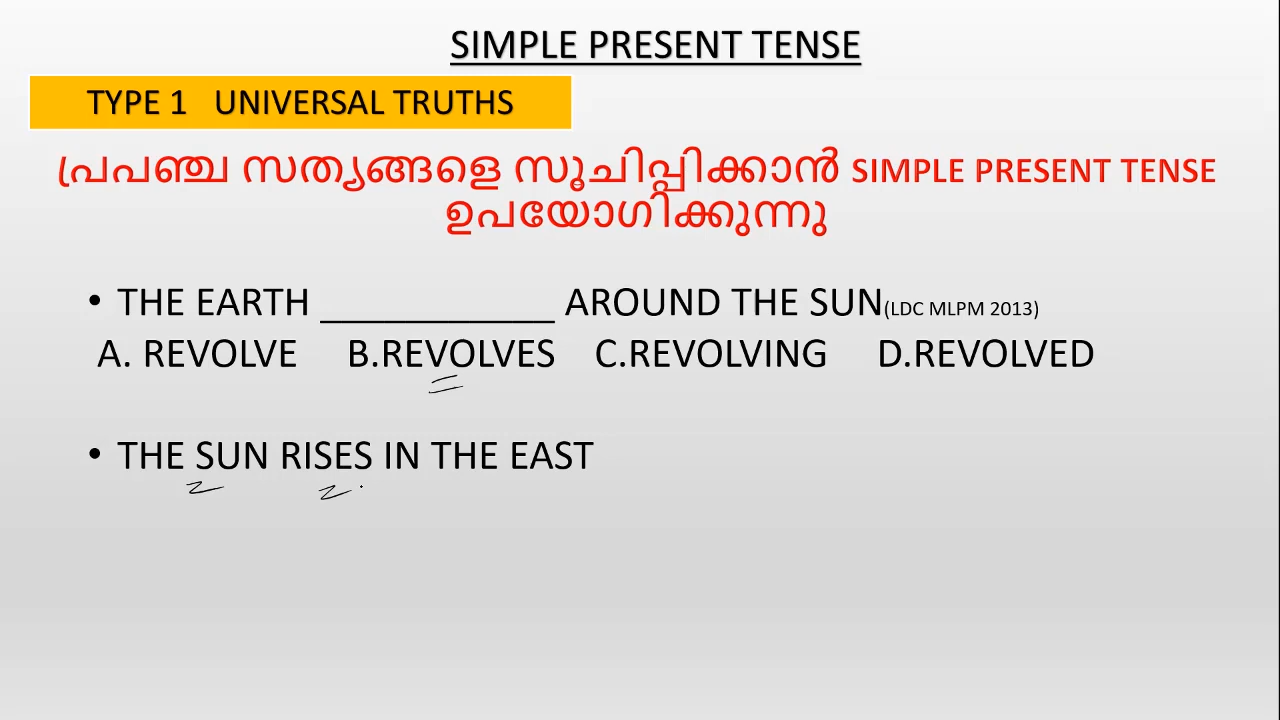 SIMPLE PRESENT TENSE
TYPE 1 UNIVERSAL TRUTHS
പ്രപഞ്ച സത്യങ്ങളെ സൂചിപ്പിക്കാൻ SIMPLE PRESENT TENSE
ഉപയോഗിക്കുന്നു
• THE EARTH ___________ AROUND THE SUN(LDC MLPM 2013)
A. REVOLVE B.REVOLVES C.REVOLVING D.REVOLVED
• THE SUN RISES IN THE EAST